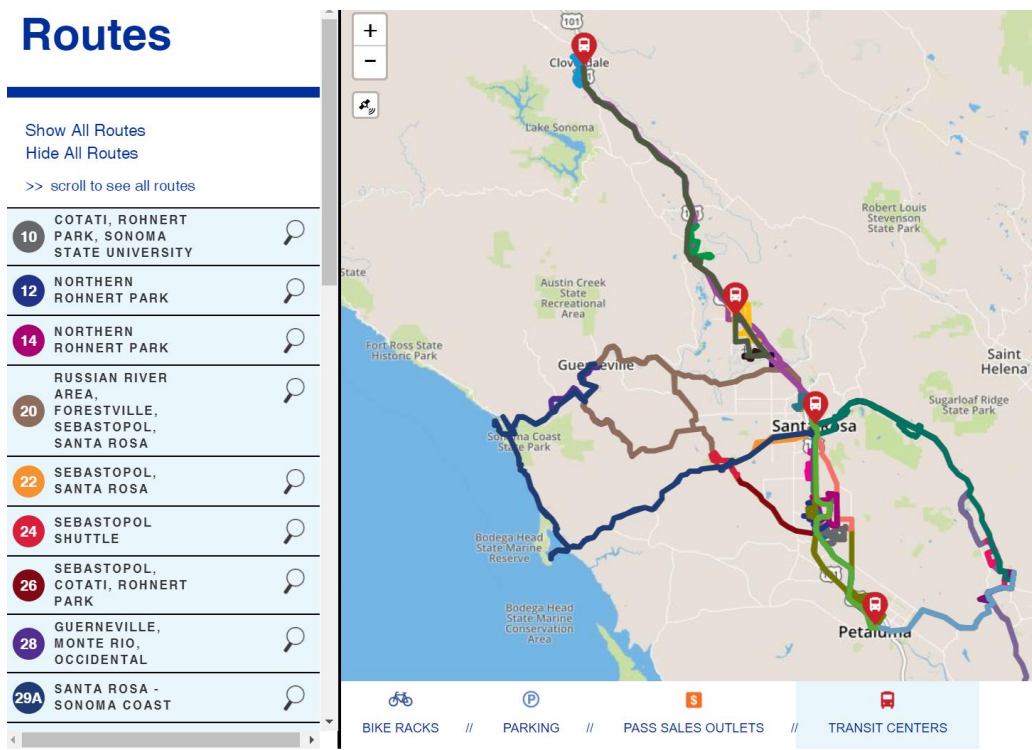 Routes
Show All Routes
Hide All Routes
>> scroll to see all routes
10
COTATI, ROHNERT
PARK, SONOMA
STATE UNIVERSITY
12
NORTHERN
ROHNERT PARK
14
NORTHERN
ROHNERT PARK
20
RUSSIAN RIVER
AREA,
FORESTVILLE,
SEBASTOPOL,
SANTA ROSA
22
SEBASTOPOL,
SANTA ROSA
24
SEBASTOPOL
SHUTTLE
26
SEBASTOPOL,
COTATI, ROHNERT
PARK
28
GUERNEVILLE,
MONTE RIO,
OCCIDENTAL
29A
SANTA ROSA -
SONOMA COAST
+
−
101
Lake Sonoma
Robert Louis
Stevenson
State Park
State
Austin Creek
State
Recreational
Area
Fort Ross State
Historic Park
Guerneville
Saint
Helena
Sugarloaf Ridge
State Park
Santa Rosa
Sonoma Coast
State Park
Bodega Head
State Marine
Reserve
Bodega Head
State Marine
Conservation
Area
Petaluma
P
S
BIKE RACKS // PARKING // PASS SALES OUTLETS // TRANSIT CENTERS